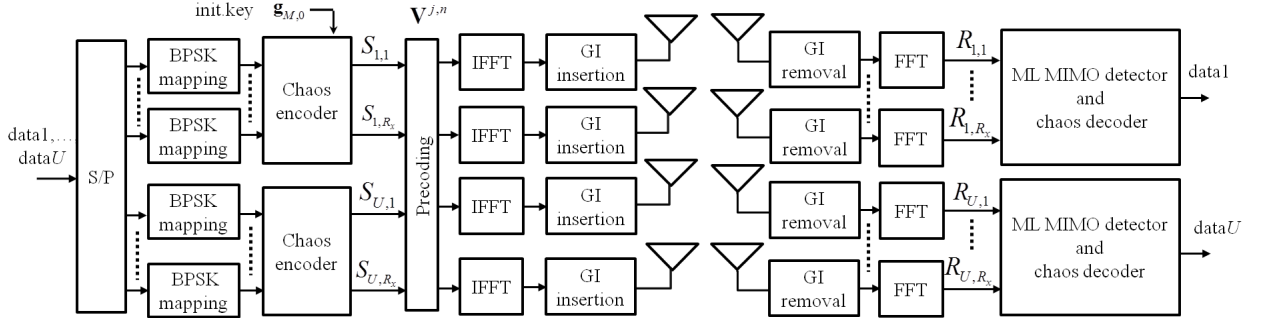 data1,…
dataU
S/P
BPSK
mapping
BPSK
mapping
BPSK
mapping
BPSK
mapping
init.key g_{M,0}
Chaos
encoder
Chaos
encoder
S_{1,1}
S_{1,R_x}
S_{U,1}
S_{U,R_x}
V^{j,n}
Precoding
IFFT
IFFT
IFFT
IFFT
GI
insertion
GI
insertion
GI
insertion
GI
insertion
GI
removal
GI
removal
GI
removal
GI
removal
FFT
FFT
FFT
FFT
R_{1,1}
R_{1,R_x}
R_{U,1}
R_{U,R_x}
ML MIMO detector
and
chaos decoder
ML MIMO detector
and
chaos decoder
data1
dataU